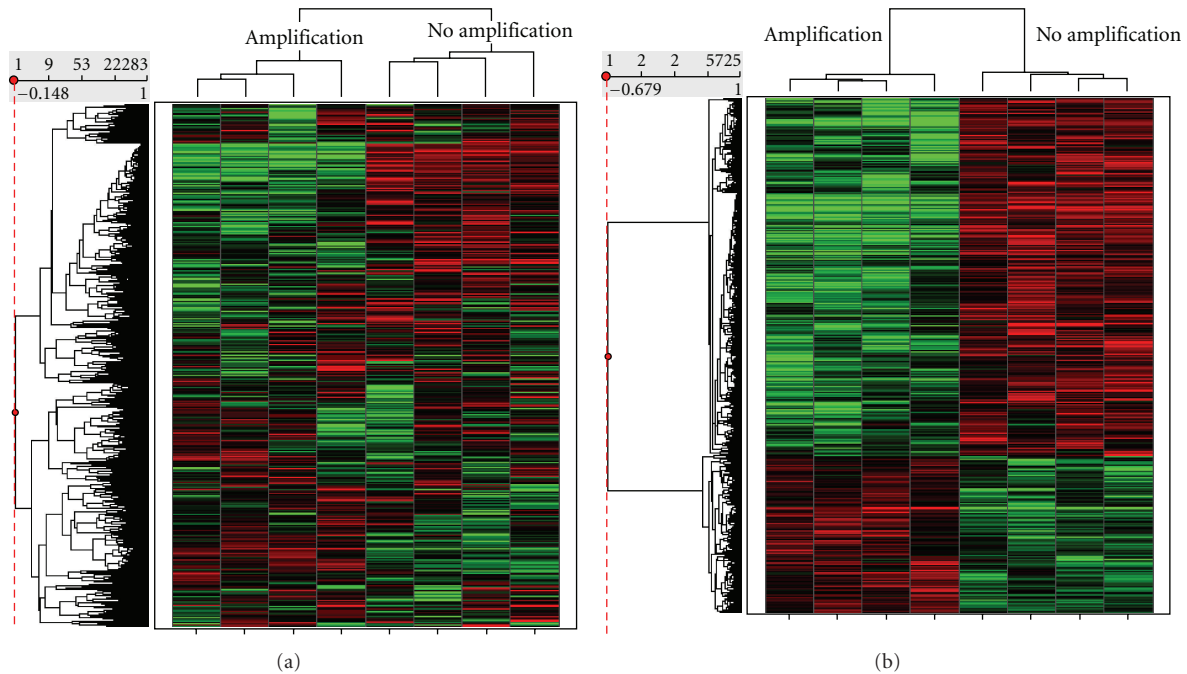 Amplification
No amplification
1 9 53 22283
−0.148 1
(a)
Amplification
No amplification
1 2 2 5725
−0.679 1
(b)